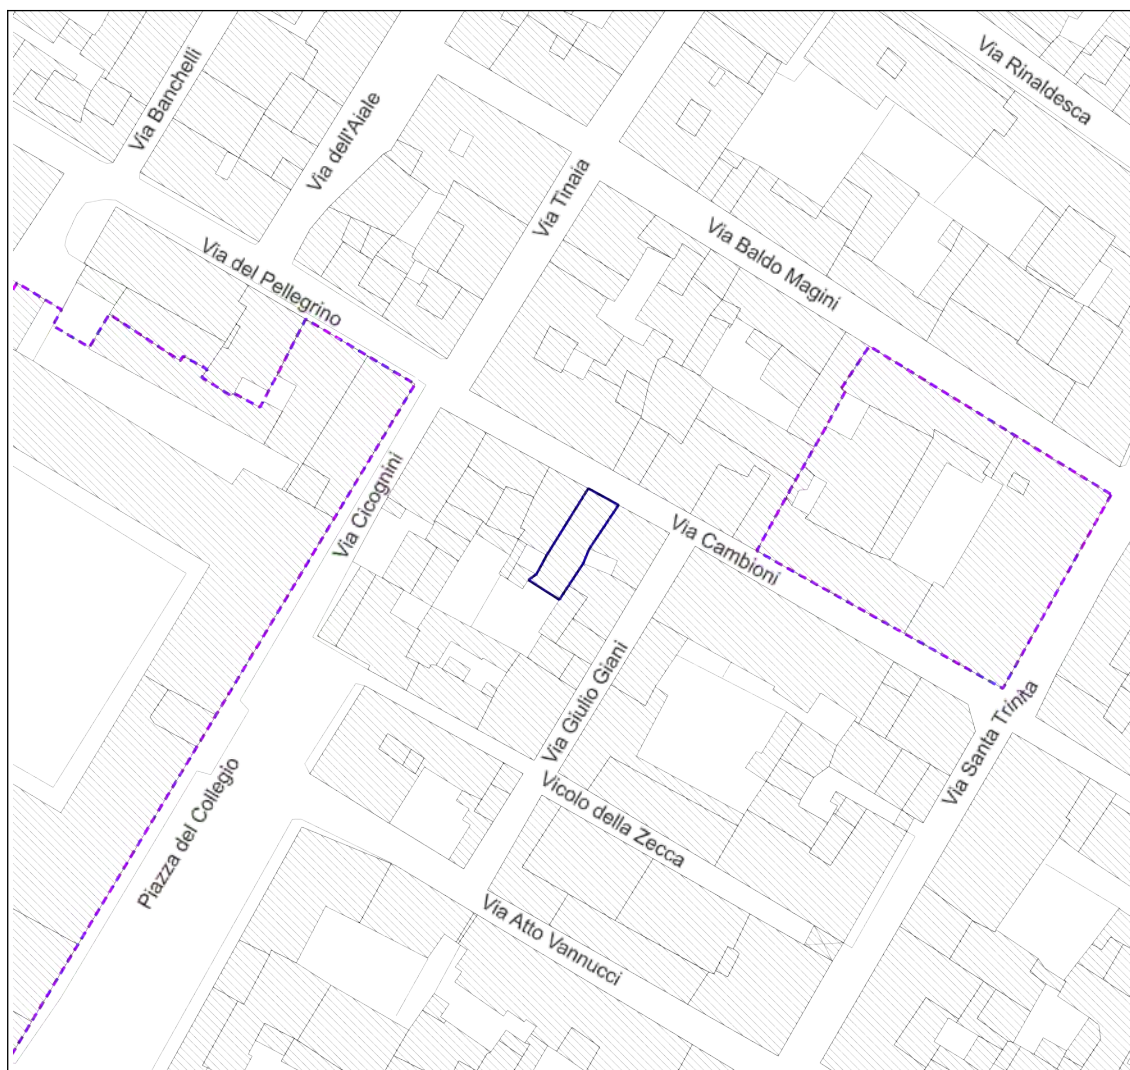 Via Rinaldesca
Via Banchelli
Via dell'Aiale
Via Tinaia
Via Baldo Magini
Via del Pellegrino
Via Cicognini
Via Cambioni
Via Giulio Giani
Via Santa Trinita
Piazza del Collegio
Vicolo della Zecca
Via Atto Vannucci